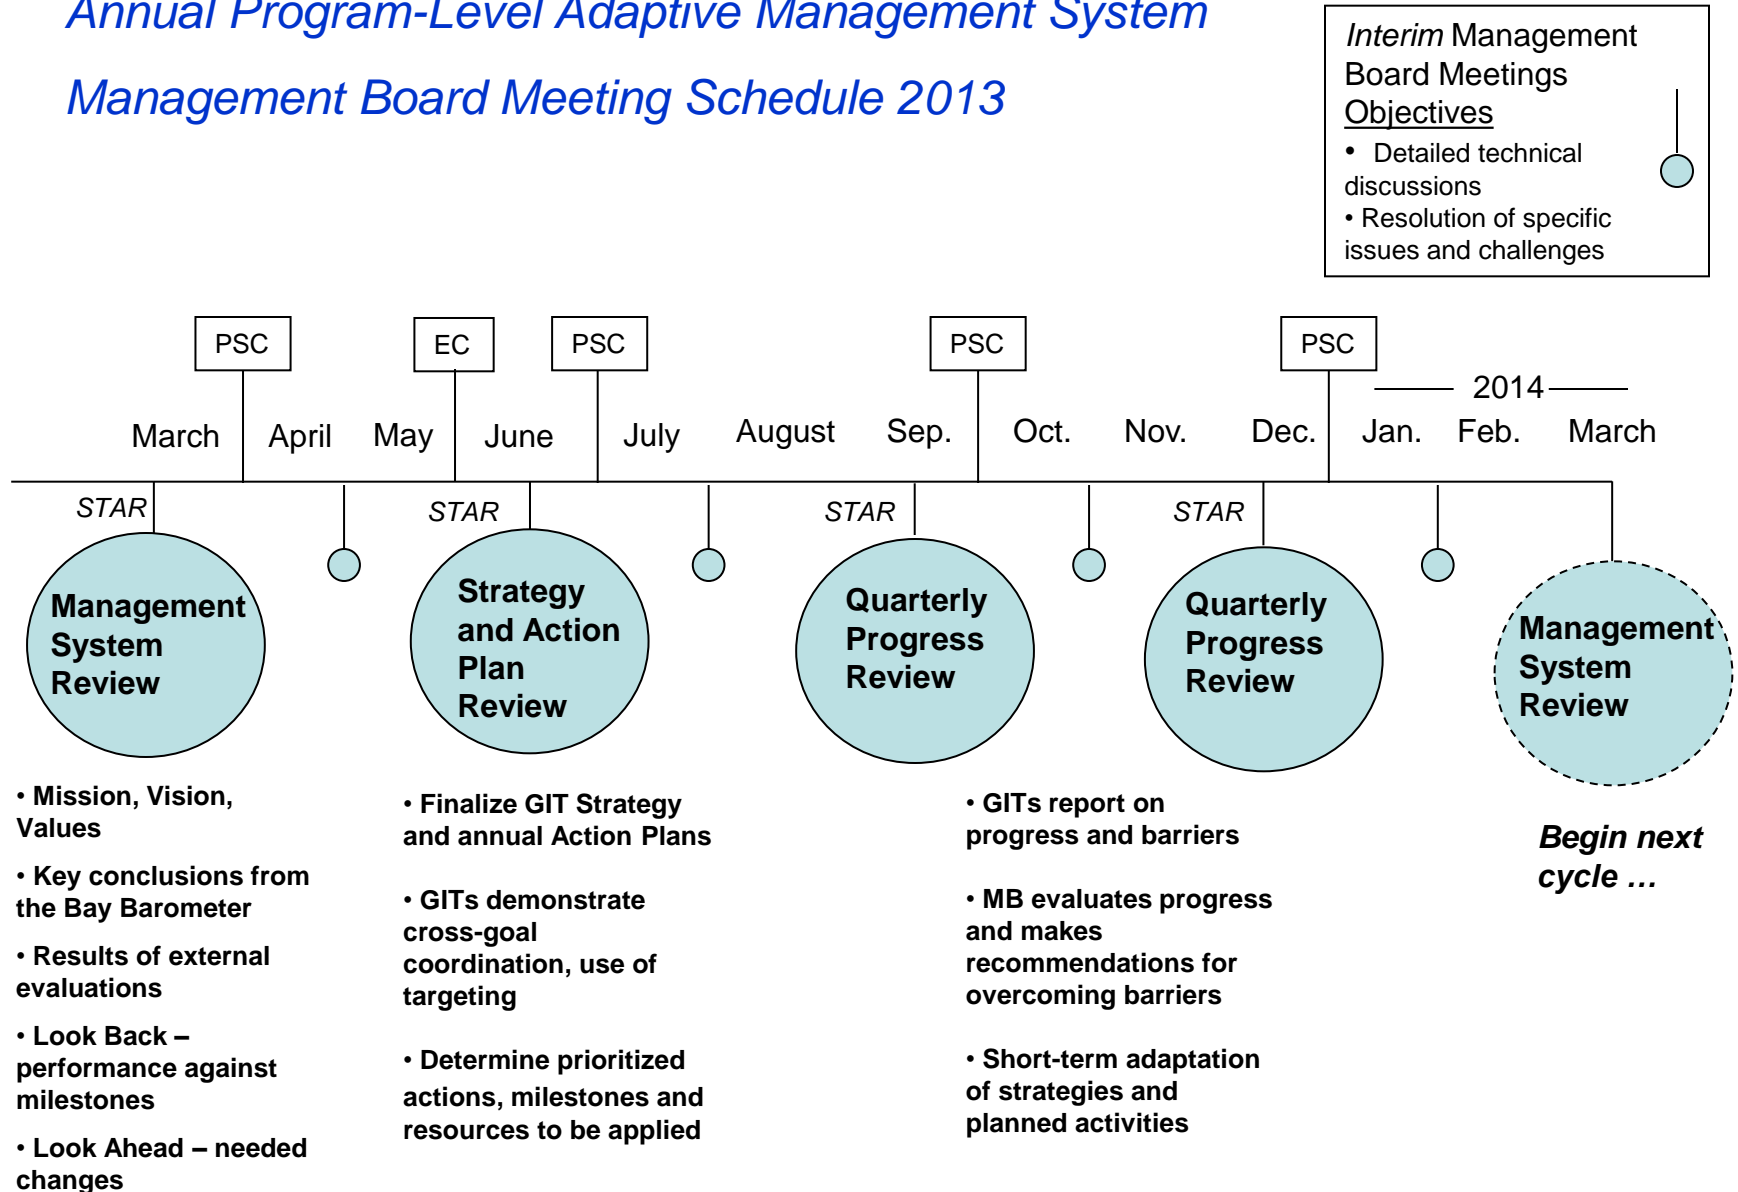 Annual Program-Level Adaptive Management System
Management Board Meeting Schedule 2013
Interim Management
Board Meetings
Objectives
• Detailed technical
discussions
• Resolution of specific
issues and challenges
PSC
EC
PSC
PSC
PSC
2014
March
April
May
June
July
August
Sep.
Oct.
Nov.
Dec.
Jan.
Feb.
March
STAR
STAR
STAR
STAR
Management
System
Review
Strategy
and Action
Plan
Review
Quarterly
Progress
Review
Quarterly
Progress
Review
Management
System
Review
• Mission, Vision,
Values
• Key conclusions from
the Bay Barometer
• Results of external
evaluations
• Look Back –
performance against
milestones
• Look Ahead – needed
changes
• Finalize GIT Strategy
and annual Action Plans
• GITs demonstrate
cross-goal
coordination, use of
targeting
• Determine prioritized
actions, milestones and
resources to be applied
• GITs report on
progress and barriers
• MB evaluates progress
and makes
recommendations for
overcoming barriers
• Short-term adaptation
of strategies and
planned activities
Begin next
cycle …